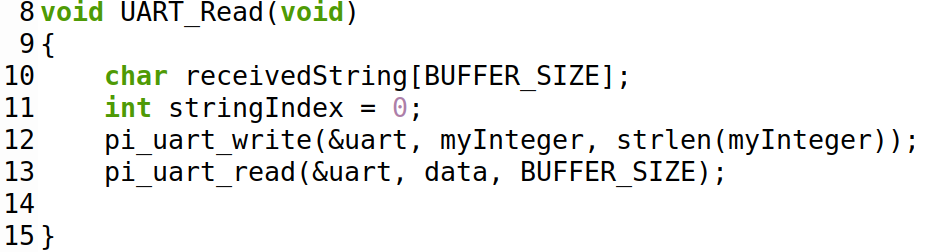 8 void UART_Read(void)
9 {
10     char receivedString[BUFFER_SIZE];
11     int stringIndex = 0;
12     pi_uart_write(&uart, myInteger, strlen(myInteger));
13     pi_uart_read(&uart, data, BUFFER_SIZE);
14
15 }